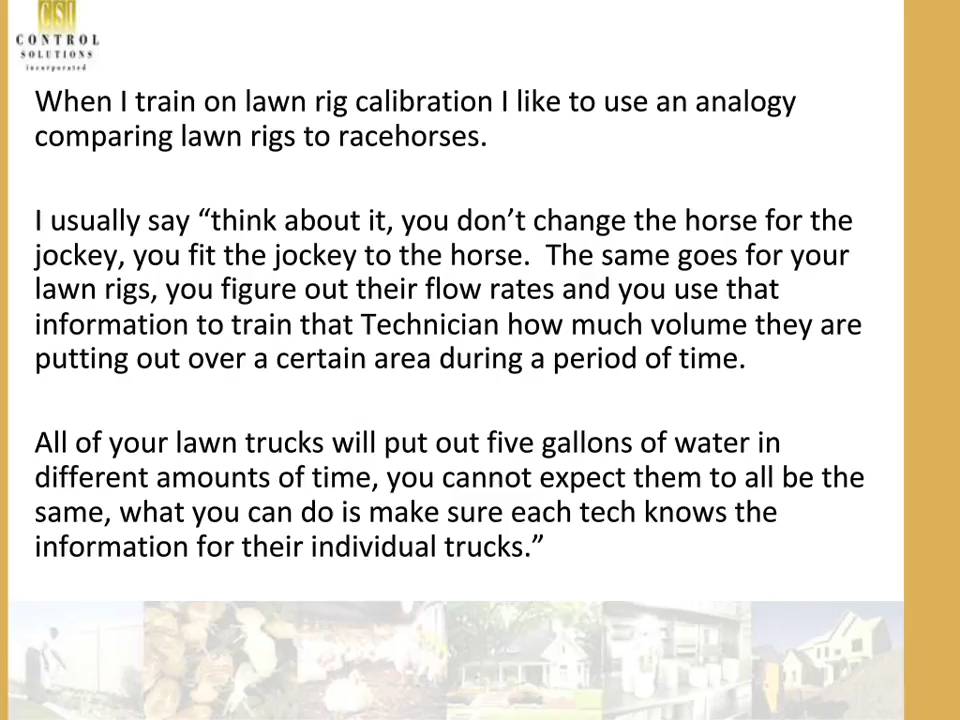 CSI
CONTROL
SOLUTIONS
incorporated
When I train on lawn rig calibration I like to use an analogy
comparing lawn rigs to racehorses.
I usually say “think about it, you don’t change the horse for the
jockey, you fit the jockey to the horse.  The same goes for your
lawn rigs, you figure out their flow rates and you use that
information to train that Technician how much volume they are
putting out over a certain area during a period of time.
All of your lawn trucks will put out five gallons of water in
different amounts of time, you cannot expect them to all be the
same, what you can do is make sure each tech knows the
information for their individual trucks.”